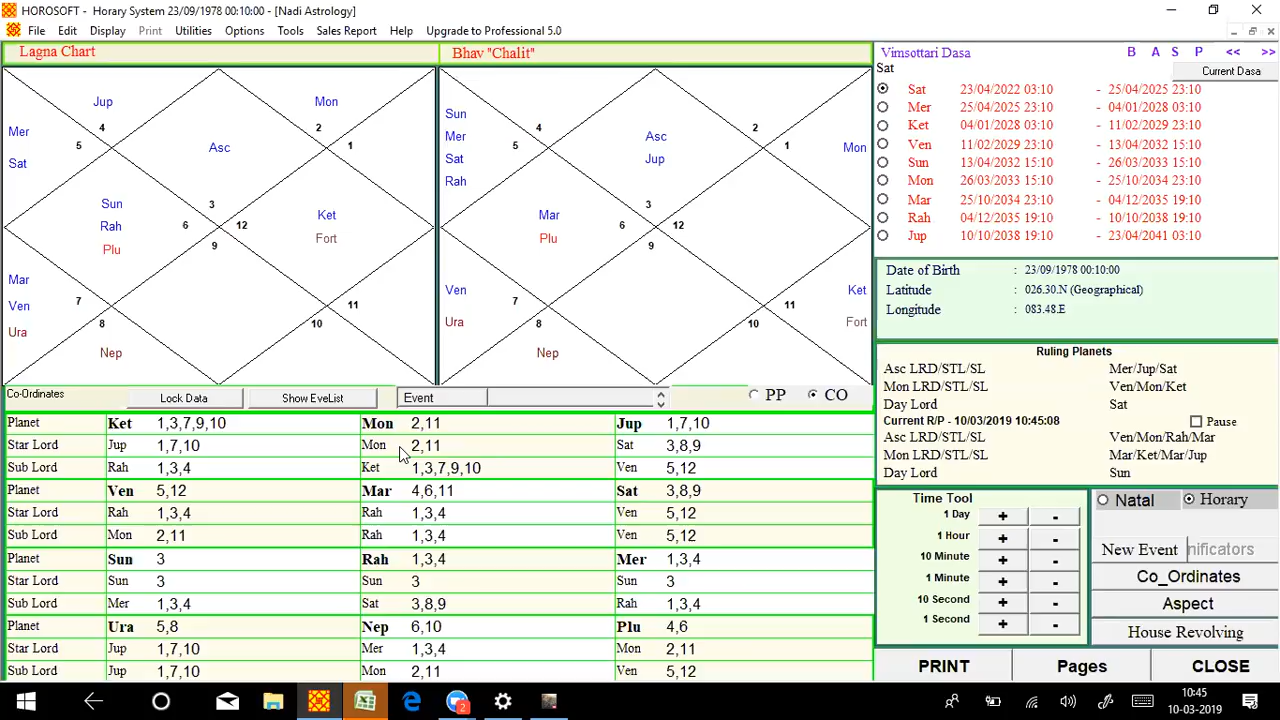 HOROSOFT - Horary System 23/09/1978 00:10:00 - [Nadi Astrology]
File Edit Display Print Utilities Options Tools Sales Report Help Upgrade to Professional 5.0
Lagna Chart
Jup Mon
4 2
Mer 5 Asc 1
Sat
3
Sun Ket
Rah 6 12 Fort
Plu 9
Mar
Ven 7 11
Ura 8 10
Nep
Bhav "Chalit"
Sun 4 2
Mer 5 Asc 1 Mon
Sat Jup
Rah
3
Mar 6 12
Plu 9
Ven Ket
7 11
Ura 8 10 Fort
Nep
Vimsottari Dasa B A S P << >>
Sat Current Dasa
Sat 23/04/2022 03:10 - 25/04/2025 23:10
Mer 25/04/2025 23:10 - 04/01/2028 03:10
Ket 04/01/2028 03:10 - 11/02/2029 23:10
Ven 11/02/2029 23:10 - 13/04/2032 15:10
Sun 13/04/2032 15:10 - 26/03/2033 15:10
Mon 26/03/2033 15:10 - 25/10/2034 23:10
Mar 25/10/2034 23:10 - 04/12/2035 19:10
Rah 04/12/2035 19:10 - 10/10/2038 19:10
Jup 10/10/2038 19:10 - 23/04/2041 03:10
Date of Birth : 23/09/1978 00:10:00
Latitude : 026.30.N (Geographical)
Longitude : 083.48.E
Ruling Planets
Asc LRD/STL/SL Mer/Jup/Sat
Mon LRD/STL/SL Ven/Mon/Ket
Day Lord Sat
Current R/P - 10/03/2019 10:45:08 Pause
Asc LRD/STL/SL Ven/Mon/Rah/Mar
Mon LRD/STL/SL Mar/Ket/Mar/Jup
Day Lord Sun
Co-Ordinates Lock Data Show EveList Event PP CO
Planet Ket 1,3,7,9,10 Mon 2,11 Jup 1,7,10
Star Lord Jup 1,7,10 Mon 2,11 Sat 3,8,9
Sub Lord Rah 1,3,4 Ket 1,3,7,9,10 Ven 5,12
Planet Ven 5,12 Mar 4,6,11 Sat 3,8,9
Star Lord Rah 1,3,4 Rah 1,3,4 Ven 5,12
Sub Lord Mon 2,11 Rah 1,3,4 Ven 5,12
Planet Sun 3 Rah 1,3,4 Mer 1,3,4
Star Lord Sun 3 Sun 3 Sun 3
Sub Lord Mer 1,3,4 Sat 3,8,9 Rah 1,3,4
Planet Ura 5,8 Nep 6,10 Plu 4,6
Star Lord Jup 1,7,10 Mer 1,3,4 Mon 2,11
Sub Lord Jup 1,7,10 Mon 2,11 Ven 5,12
Time Tool
1 Day + -
1 Hour + -
10 Minute + -
1 Minute + -
10 Second + -
1 Second + -
Natal Horary
New Event nificators
Co_Ordinates
Aspect
House Revolving
PRINT Pages CLOSE
2
10:45
10-03-2019